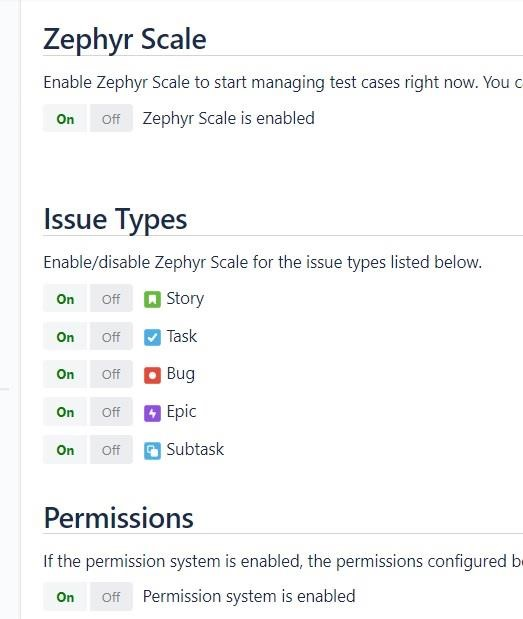 Zephyr Scale
Enable Zephyr Scale to start managing test cases right now. You c
On Off Zephyr Scale is enabled
Issue Types
Enable/disable Zephyr Scale for the issue types listed below.
On Off Story
On Off Task
On Off Bug
On Off Epic
On Off Subtask
Permissions
If the permission system is enabled, the permissions configured be
On Off Permission system is enabled